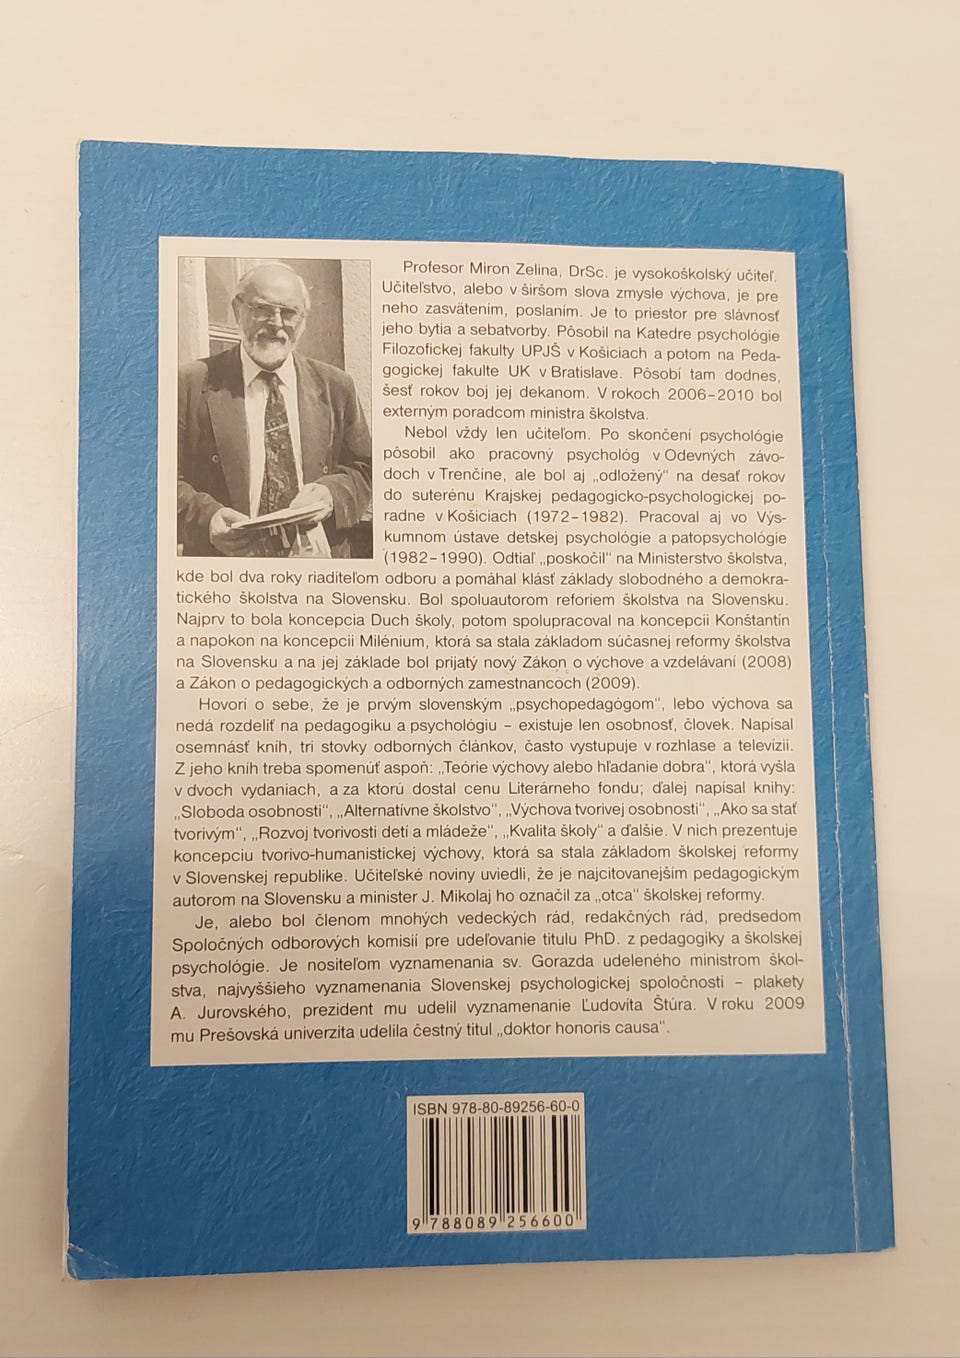 Profesor Miron Zelina, DrSc. je vysokoškolský učiteľ.
Učiteľstvo, alebo v širšom slova zmysle výchova, je pre
neho zasvätením, poslaním. Je to priestor pre slávnosť
jeho bytia a sebatvorby. Pôsobil na Katedre psychológie
Filozofickej fakulty UPJŠ v Košiciach a potom na Peda-
gogickej fakulte UK v Bratislave. Pôsobí tam dodnes,
šesť rokov boj jej dekanom. V rokoch 2006–2010 bol
externým poradcom ministra školstva.
Nebol vždy len učiteľom. Po skončení psychológie
pôsobil ako pracovný psychológ v Odevných závo-
doch v Trenčíne, ale bol aj „odložený“ na desať rokov
do suterénu Krajskej pedagogicko-psychologickej po-
radne v Košiciach (1972–1982). Pracoval aj vo Výs-
kumnom ústave detskej psychológie a patopsychológie
(1982–1990). Odtiaľ „poskočil“ na Ministerstvo školstva,
kde bol dva roky riaditeľom odboru a pomáhal klásť základy slobodného a demokra-
tického školstva na Slovensku. Bol spoluautorom reforiem školstva na Slovensku.
Najprv to bola koncepcia Duch školy, potom spolupracoval na koncepcii Konštantín
a napokon na koncepcii Milénium, ktorá sa stala základom súčasnej reformy školstva
na Slovensku a na jej základe bol prijatý nový Zákon o výchove a vzdelávaní (2008)
a Zákon o pedagogických a odborných zamestnancoch (2009).
Hovorí o sebe, že je prvým slovenským „psychopedagógom“, lebo výchova sa
nedá rozdeliť na pedagogiku a psychológiu – existuje len osobnosť, človek. Napísal
osemnásť kníh, tri stovky odborných článkov, často vystupuje v rozhlase a televízii.
Z jeho kníh treba spomenúť aspoň: „Teórie výchovy alebo hľadanie dobra“, ktorá vyšla
v dvoch vydaniach, a za ktorú dostal cenu Literárneho fondu; ďalej napísal knihy:
„Sloboda osobnosti“, „Alternatívne školstvo“, „Výchova tvorivej osobnosti“, „Ako sa stať
tvorivým“, „Rozvoj tvorivosti detí a mládeže“, „Kvalita školy“ a ďalšie. V nich prezentuje
koncepciu tvorivo-humanistickej výchovy, ktorá sa stala základom školskej reformy
v Slovenskej republike. Učiteľské noviny uviedli, že je najcitovanejším pedagogickým
autorom na Slovensku a minister J. Mikolaj ho označil za „otca“ školskej reformy.
Je, alebo bol členom mnohých vedeckých rád, redakčných rád, predsedom
Spoločných odborových komisií pre udeľovanie titulu PhD. z pedagogiky a školskej
psychológie. Je nositeľom vyznamenania sv. Gorazda udeleného ministrom škol-
stva, najvyššieho vyznamenania Slovenskej psychologickej spoločnosti – plakety
A. Jurovského, prezident mu udelil vyznamenanie Ľudovíta Štúra. V roku 2009
mu Prešovská univerzita udelila čestný titul „doktor honoris causa“.
ISBN 978-80-89256-60-0
9 788089 256600